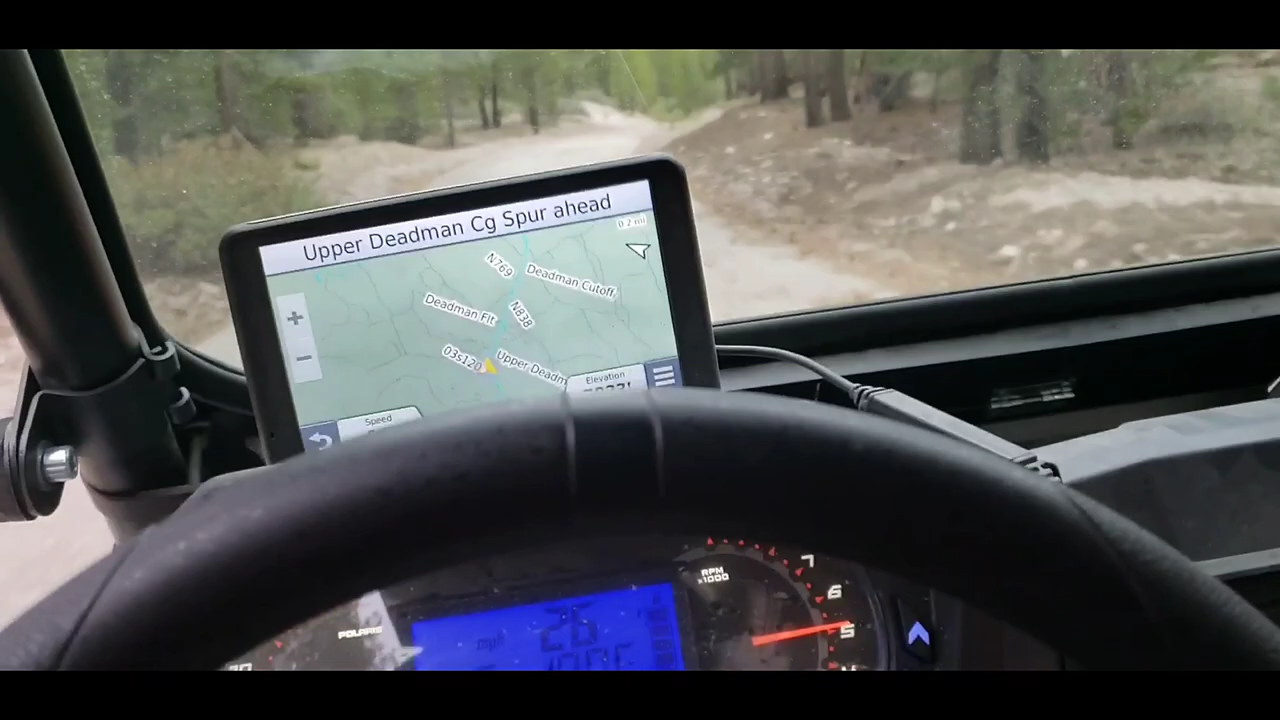 Upper Deadman Cg Spur ahead
0.2 mi
N769
Deadman Cutoff
Deadman Flt
N838
03s120
Upper Deadm
+
−
Elevation
Speed
RPM
x1000
7
6
5
POLARIS
mph
26